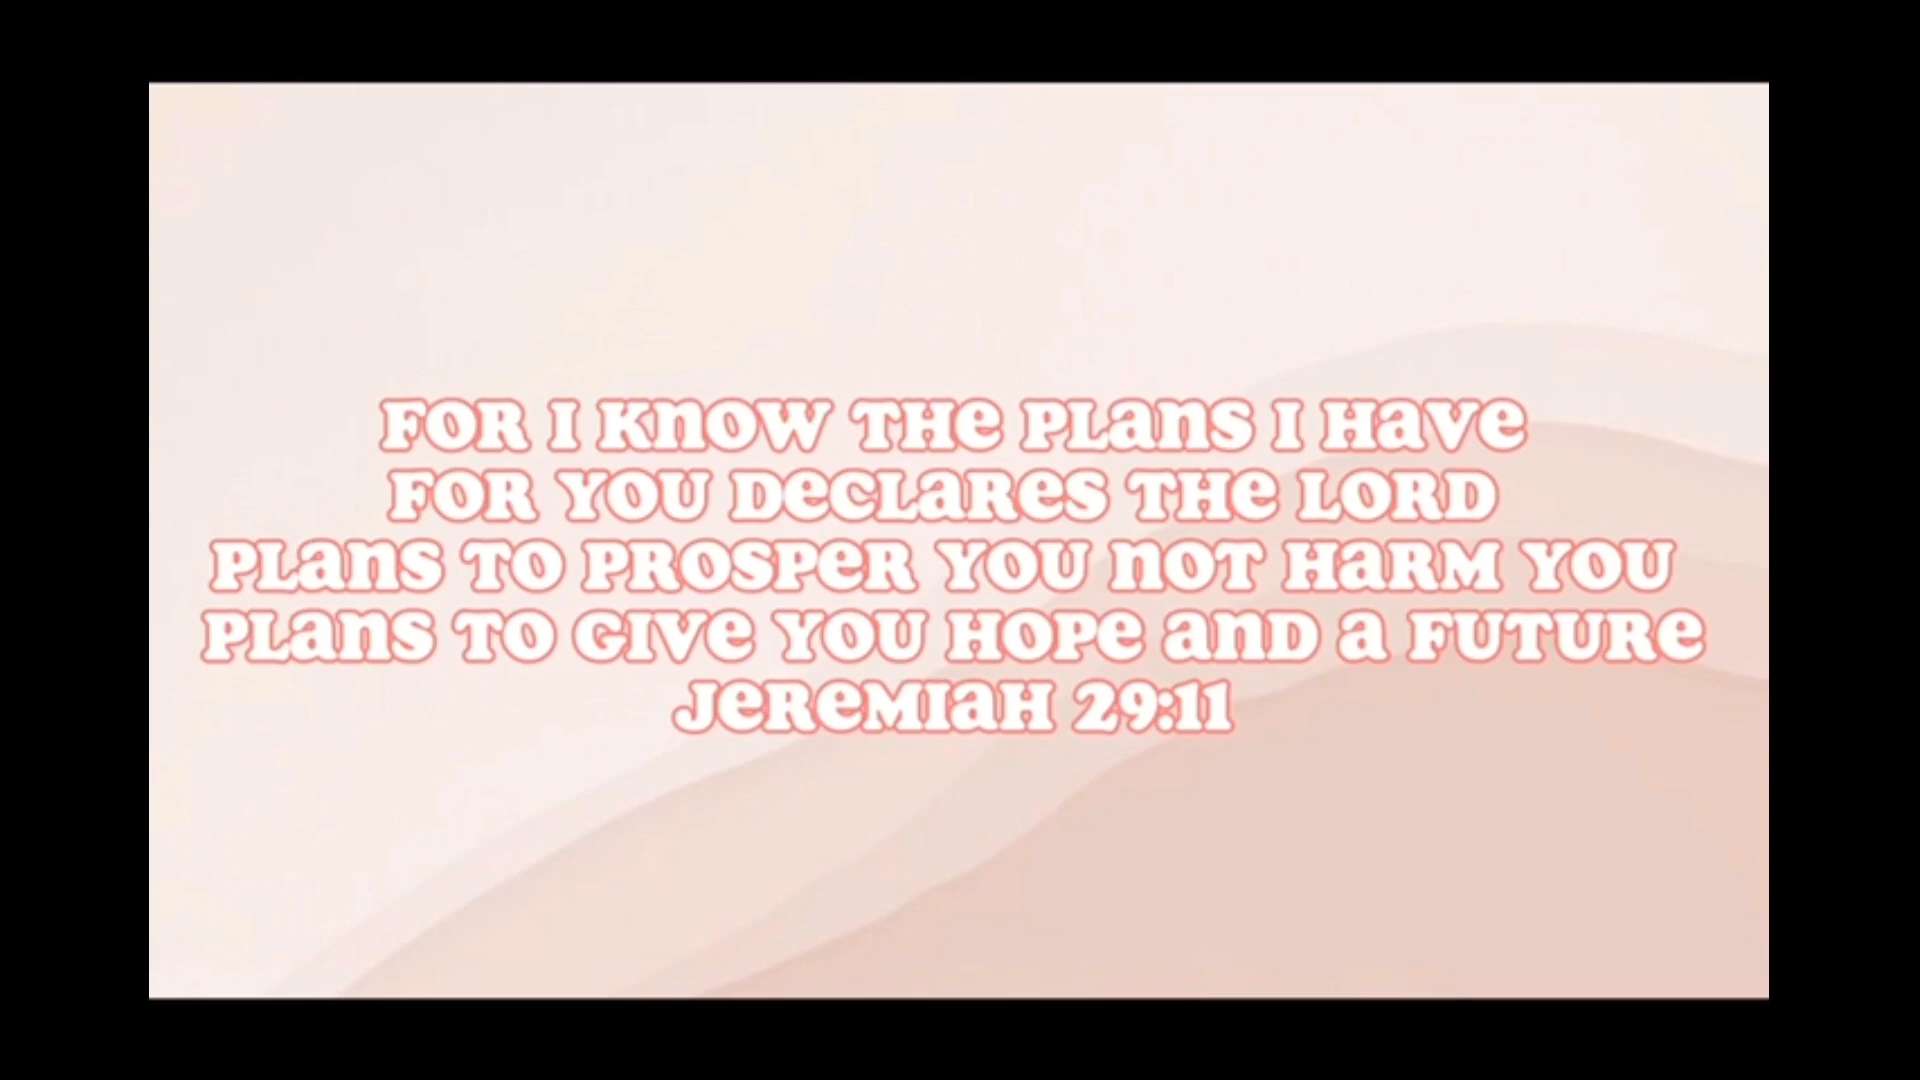 FOR I KNOW THE PLANS I HAVE
FOR YOU DECLARES THE LORD
PLANS TO PROSPER YOU NOT HARM YOU
PLANS TO GIVE YOU HOPE AND A FUTURE
JEREMIAH 29:11